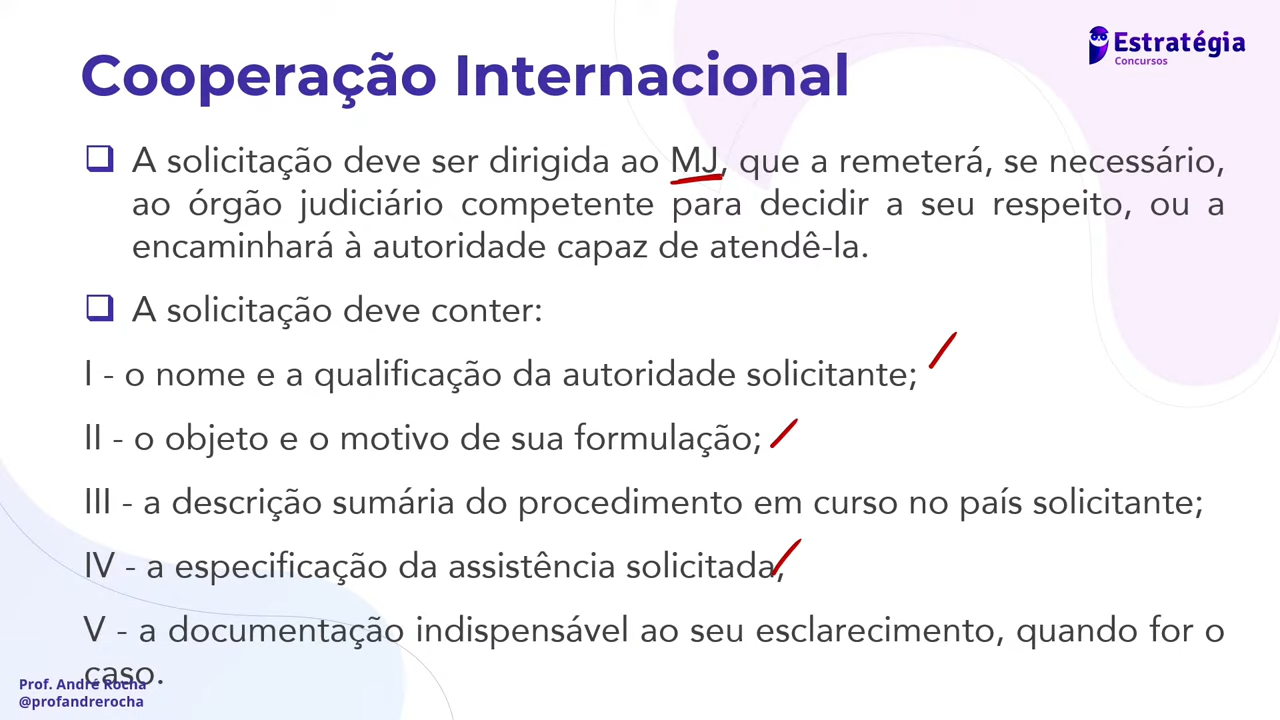 Estratégia
Concursos
Cooperação Internacional
A solicitação deve ser dirigida ao MJ, que a remeterá, se necessário,
ao órgão judiciário competente para decidir a seu respeito, ou a
encaminhará à autoridade capaz de atendê-la.
A solicitação deve conter:
I - o nome e a qualificação da autoridade solicitante;
II - o objeto e o motivo de sua formulação;
III - a descrição sumária do procedimento em curso no país solicitante;
IV - a especificação da assistência solicitada;
V - a documentação indispensável ao seu esclarecimento, quando for o
caso.
Prof. André Rocha
@profandrerocha